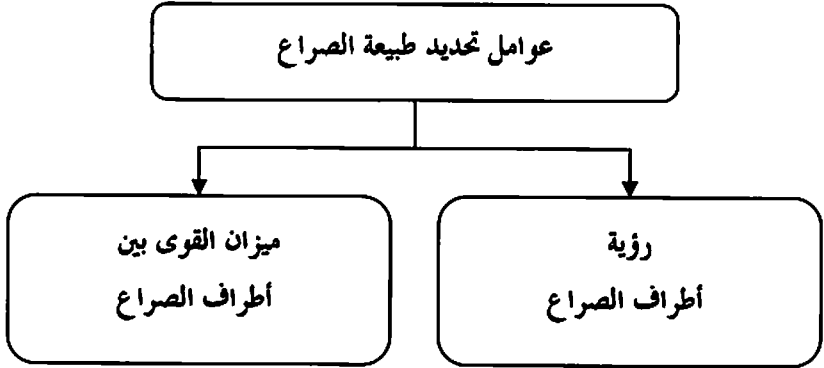 عوامل تحديد طبيعة الصراع
رؤية
أطراف الصراع
ميزان القوى بين
أطراف الصراع